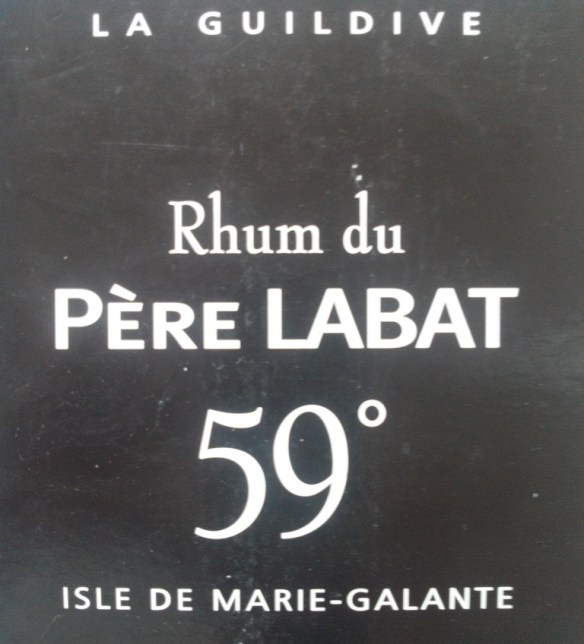 LA GUILDIVE
Rhum du
PÈRE LABAT
59°
ISLE DE MARIE-GALANTE